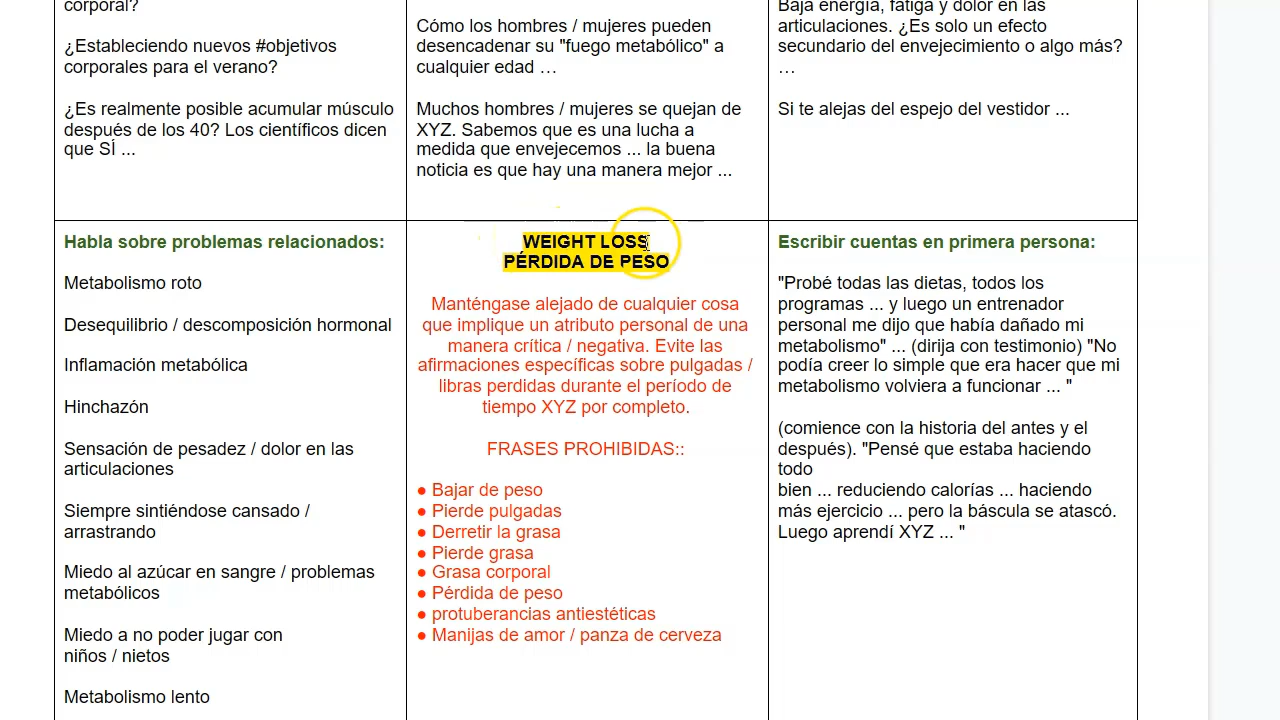 corporal?
¿Estableciendo nuevos #objetivos
corporales para el verano?
¿Es realmente posible acumular músculo
después de los 40? Los científicos dicen
que SÍ ...
Cómo los hombres / mujeres pueden
desencadenar su "fuego metabólico" a
cualquier edad …
Muchos hombres / mujeres se quejan de
XYZ. Sabemos que es una lucha a
medida que envejecemos ... la buena
noticia es que hay una manera mejor ...
Baja energía, fatiga y dolor en las
articulaciones. ¿Es solo un efecto
secundario del envejecimiento o algo más?
…
Si te alejas del espejo del vestidor ...
Habla sobre problemas relacionados:
Metabolismo roto
Desequilibrio / descomposición hormonal
Inflamación metabólica
Hinchazón
Sensación de pesadez / dolor en las
articulaciones
Siempre sintiéndose cansado /
arrastrando
Miedo al azúcar en sangre / problemas
metabólicos
Miedo a no poder jugar con
niños / nietos
Metabolismo lento
WEIGHT LOSS
PÉRDIDA DE PESO
Manténgase alejado de cualquier cosa
que implique un atributo personal de una
manera crítica / negativa. Evite las
afirmaciones específicas sobre pulgadas /
libras perdidas durante el período de
tiempo XYZ por completo.
FRASES PROHIBIDAS::
● Bajar de peso
● Pierde pulgadas
● Derretir la grasa
● Pierde grasa
● Grasa corporal
● Pérdida de peso
● protuberancias antiestéticas
● Manijas de amor / panza de cerveza
Escribir cuentas en primera persona:
"Probé todas las dietas, todos los
programas ... y luego un entrenador
personal me dijo que había dañado mi
metabolismo" ... (dirija con testimonio) "No
podía creer lo simple que era hacer que mi
metabolismo volviera a funcionar ... "
(comience con la historia del antes y el
después). "Pensé que estaba haciendo
todo
bien ... reduciendo calorías ... haciendo
más ejercicio ... pero la báscula se atascó.
Luego aprendí XYZ ... "